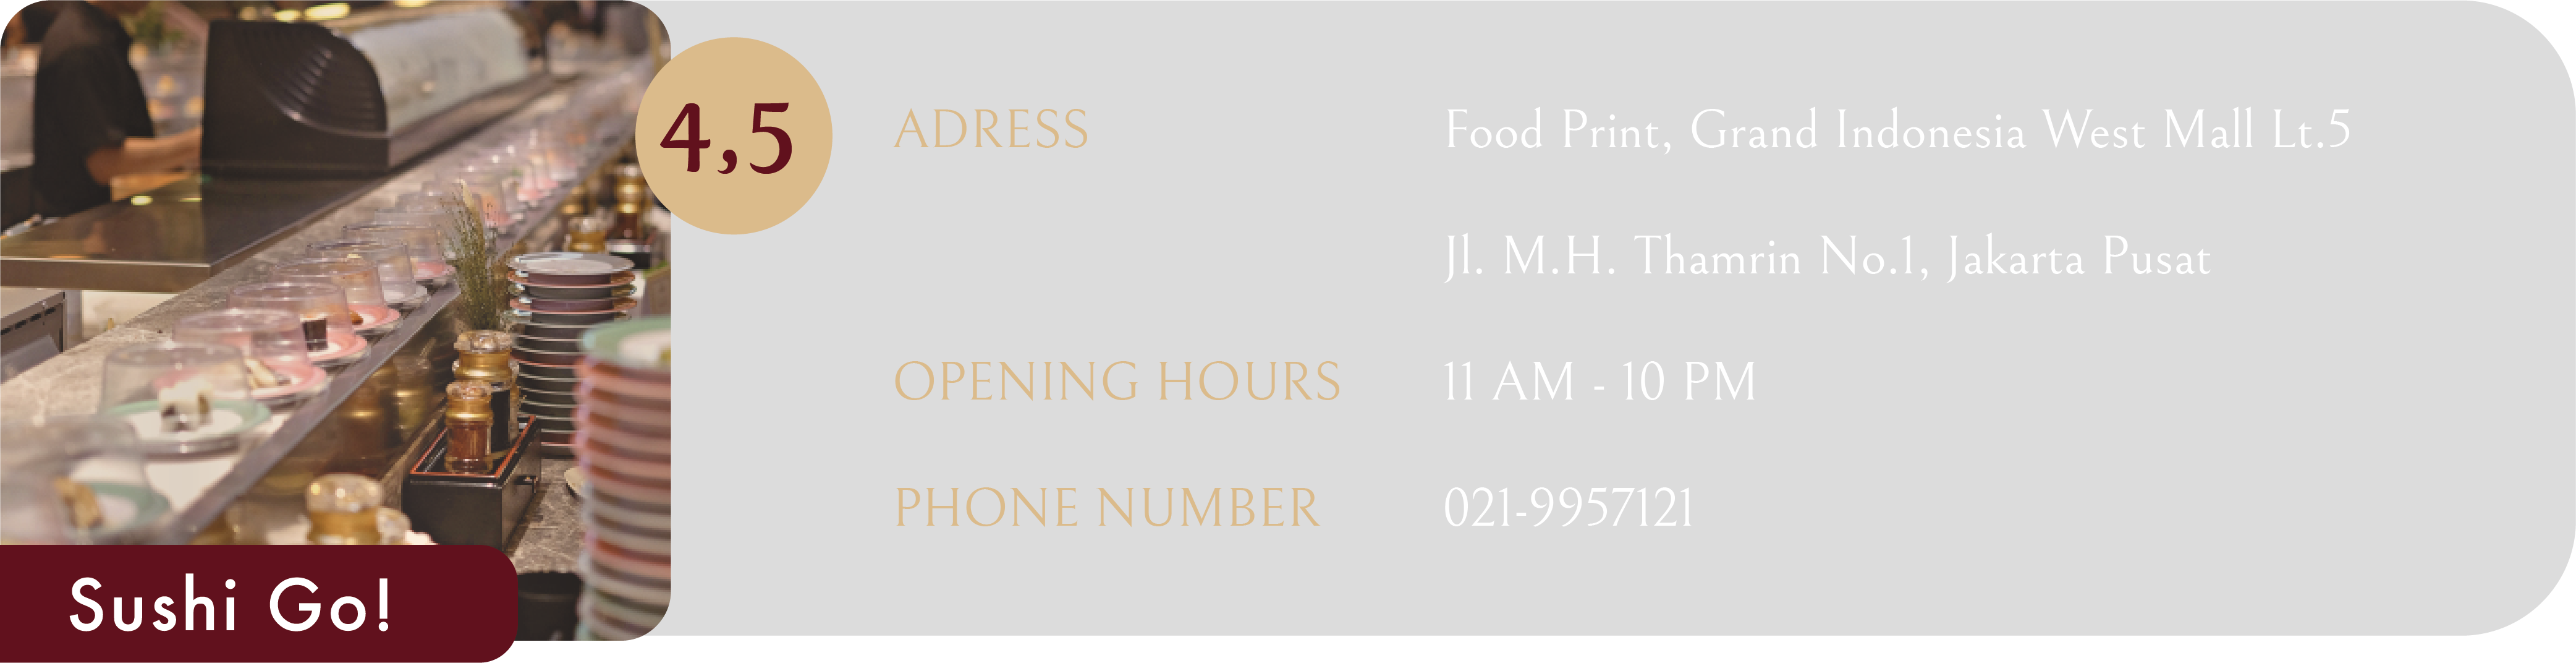 4,5
ADRESS Food Print, Grand Indonesia West Mall Lt.5
Jl. M.H. Thamrin No.1, Jakarta Pusat
OPENING HOURS 11 AM - 10 PM
PHONE NUMBER 021-9957121
Sushi Go!